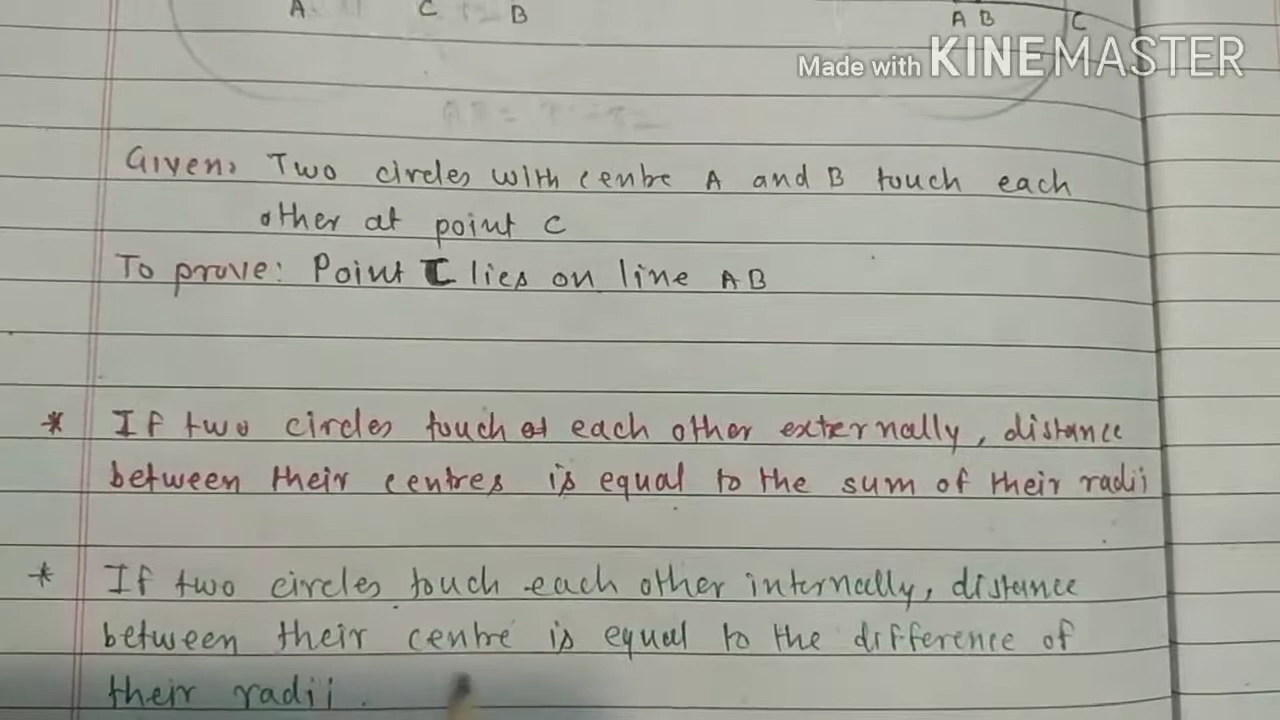 A C B
A B C
Made with KINEMASTER
Given: Two circles with centre A and B touch each
other at point C
To prove: Point C lies on line AB
* If two circles touch each other externally, distance
between their centres is equal to the sum of their radii
* If two circles touch each other internally, distance
between their centre is equal to the difference of
their radii.